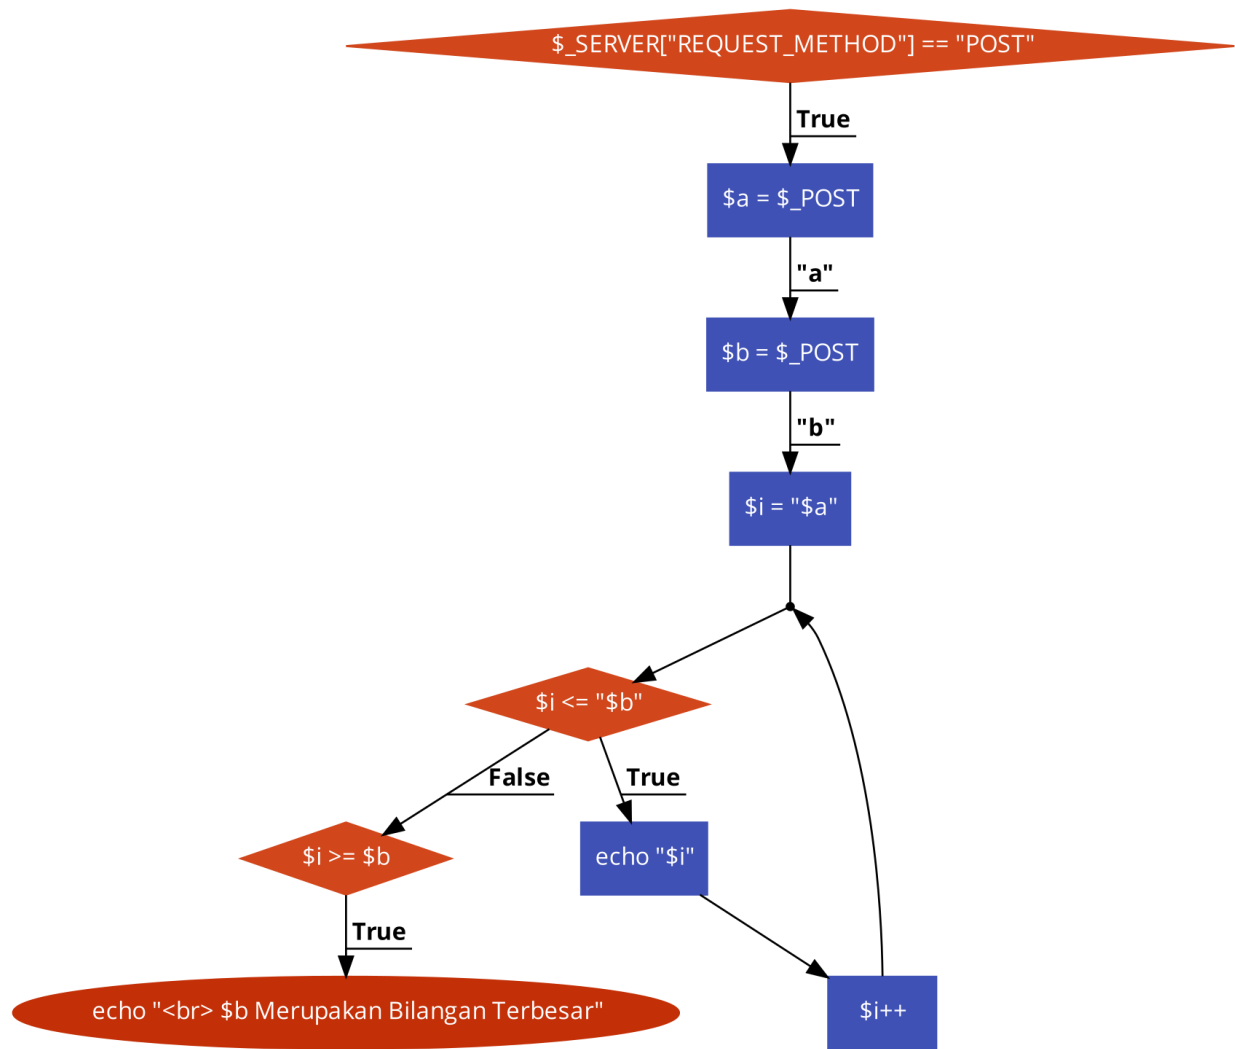 $_SERVER["REQUEST_METHOD"] == "POST"
True
$a = $_POST
"a"
$b = $_POST
"b"
$i = "$a"
$i <= "$b"
False
True
$i >= $b
echo "$i"
True
echo "<br> $b Merupakan Bilangan Terbesar"
$i++